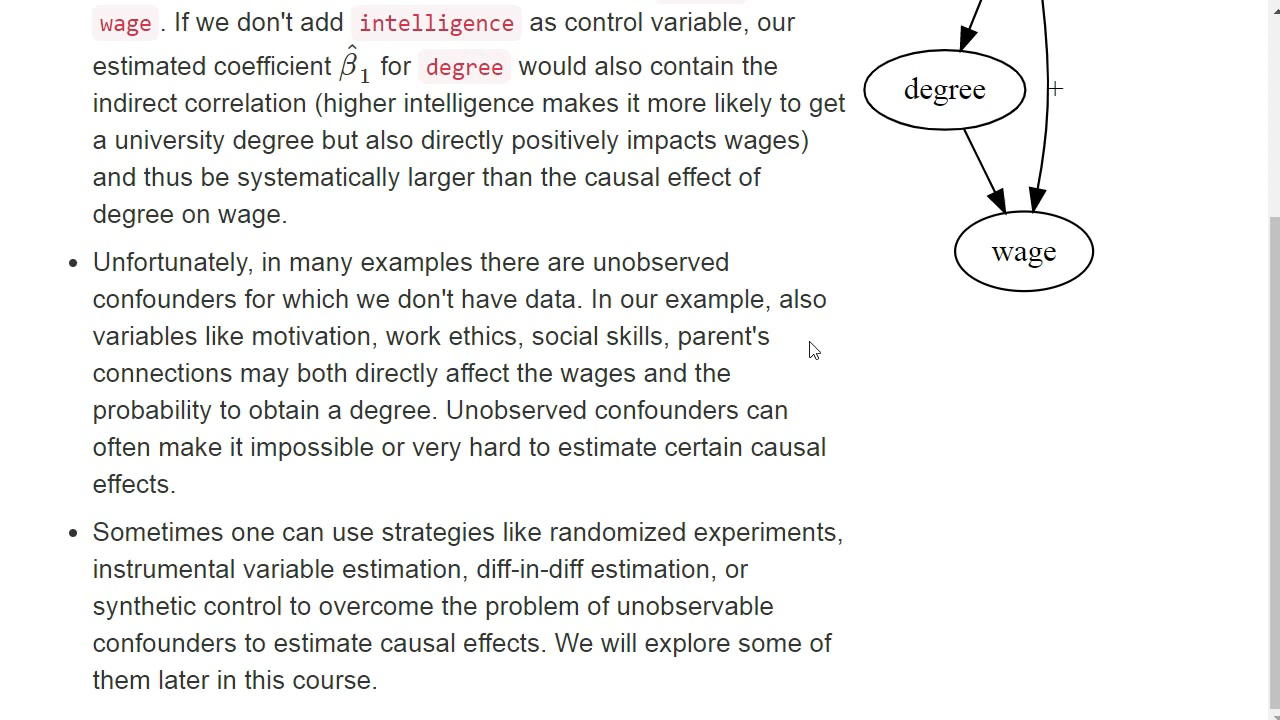 wage . If we don't add intelligence as control variable, our
estimated coefficient β̂₁ for degree would also contain the
indirect correlation (higher intelligence makes it more likely to get
a university degree but also directly positively impacts wages)
and thus be systematically larger than the causal effect of
degree on wage.
• Unfortunately, in many examples there are unobserved
confounders for which we don't have data. In our example, also
variables like motivation, work ethics, social skills, parent's
connections may both directly affect the wages and the
probability to obtain a degree. Unobserved confounders can
often make it impossible or very hard to estimate certain causal
effects.
• Sometimes one can use strategies like randomized experiments,
instrumental variable estimation, diff-in-diff estimation, or
synthetic control to overcome the problem of unobservable
confounders to estimate causal effects. We will explore some of
them later in this course.
degree
+
wage